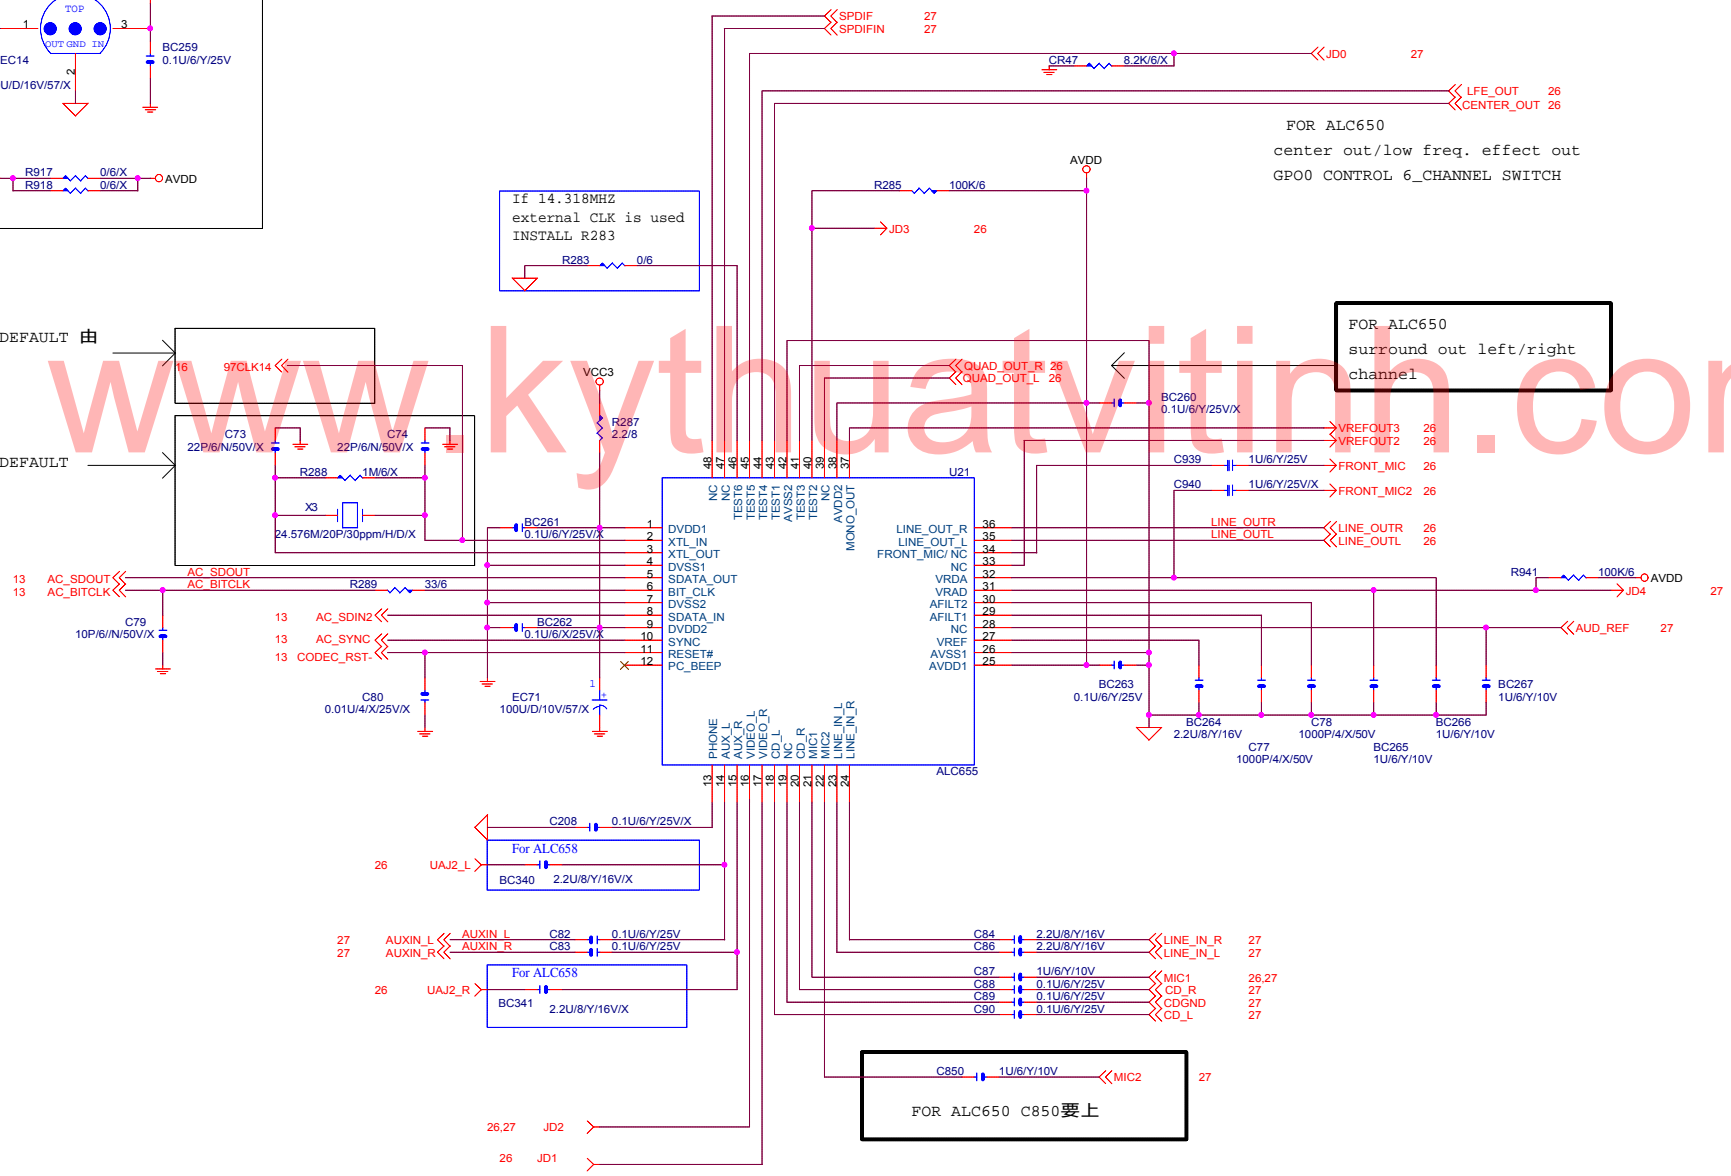 TOP
1
3
OUT GND IN
2
EC14
U/D/16V/57/X
BC259
0.1U/6/Y/25V
R917 0/6/X
R918 0/6/X
AVDD
SPDIF 27
SPDIFIN 27
CR47 8.2K/6/X
JD0 27
LFE_OUT 26
CENTER_OUT 26
FOR ALC650
center out/low freq. effect out
GPO0 CONTROL 6_CHANNEL SWITCH
AVDD
R285 100K/6
JD3 26
If 14.318MHZ
external CLK is used
INSTALL R283
R283 0/6
FOR ALC650
surround out left/right
channel
DEFAULT 由
16 97CLK14
www.kythuatvitinh.com
VCC3
R287
2.2/8
QUAD_OUT_R 26
QUAD_OUT_L 26
BC260
0.1U/6/Y/25V/X
VREFOUT3 26
VREFOUT2 26
C939 1U/6/Y/25V
FRONT_MIC 26
C940 1U/6/Y/25V/X
FRONT_MIC2 26
DEFAULT
C73
22P/6/N/50V/X
C74
22P/6/N/50V/X
R288 1M/6/X
X3
24.576M/20P/30ppm/H/D/X
48 47 46 45 44 43 42 41 40 39 38 37
U21
NC NC TEST6 TEST5 TEST4 TEST1 AVSS2 TEST3 TEST2 NC AVDD2 MONO_OUT
BC261
0.1U/6/Y/25V/X
1 DVDD1
2 XTL_IN
3 XTL_OUT
4 DVSS1
5 SDATA_OUT
6 BIT_CLK
7 DVSS2
8 SDATA_IN
9 DVDD2
10 SYNC
11 RESET#
12 PC_BEEP
LINE_OUT_R 36
LINE_OUT_L 35
FRONT_MIC/ NC 34
NC 33
VRDA 32
VRAD 31
AFILT2 30
AFILT1 29
NC 28
VREF 27
AVSS1 26
AVDD1 25
LINE_OUTR
LINE_OUTL
LINE_OUTR 26
LINE_OUTL 26
13 AC_SDOUT AC_SDOUT
13 AC_BITCLK AC_BITCLK
R289 33/6
R941 100K/6
AVDD
JD4 27
C79
10P/6//N/50V/X
13 AC_SDIN2
BC262
0.1U/6/X/25V/X
13 AC_SYNC
13 CODEC_RST-
AUD_REF 27
C80
0.01U/4/X/25V/X
EC71
100U/D/10V/57/X
1
+
BC263
0.1U/6/Y/25V
BC264
2.2U/8/Y/16V
C77
1000P/4/X/50V
C78
1000P/4/X/50V
BC265
1U/6/Y/10V
BC266
1U/6/Y/10V
BC267
1U/6/Y/10V
PHONE AUX_L AUX_R VIDEO_L VIDEO_R CD_L NC CD_R MIC1 MIC2 LINE_IN_L LINE_IN_R
ALC655
13 14 15 16 17 18 19 20 21 22 23 24
C208 0.1U/6/Y/25V/X
For ALC658
26 UAJ2_L
BC340 2.2U/8/Y/16V/X
27 AUXIN_L AUXIN_L C82 0.1U/6/Y/25V
27 AUXIN_R AUXIN_R C83 0.1U/6/Y/25V
For ALC658
26 UAJ2_R
BC341 2.2U/8/Y/16V/X
C84 2.2U/8/Y/16V LINE_IN_R 27
C86 2.2U/8/Y/16V LINE_IN_L 27
C87 1U/6/Y/10V MIC1 26,27
C88 0.1U/6/Y/25V CD_R 27
C89 0.1U/6/Y/25V CDGND 27
C90 0.1U/6/Y/25V CD_L 27
C850 1U/6/Y/10V MIC2 27
FOR ALC650 C850要上
26,27 JD2
26 JD1